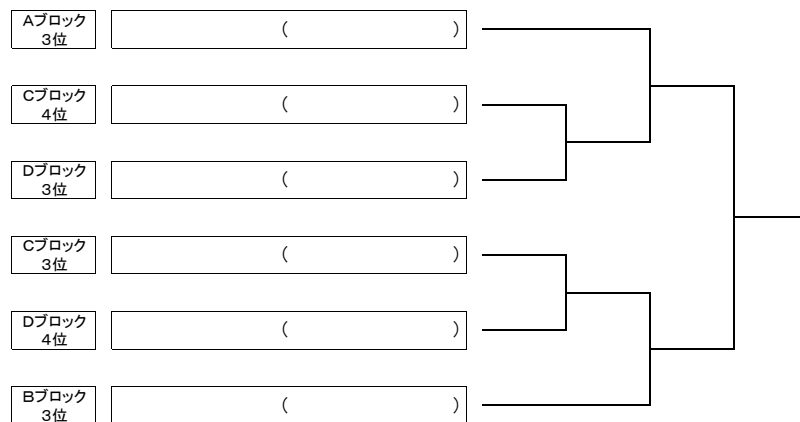 Aブロック
3位
( )
Cブロック
4位
( )
Dブロック
3位
( )
Cブロック
3位
( )
Dブロック
4位
( )
Bブロック
3位
( )